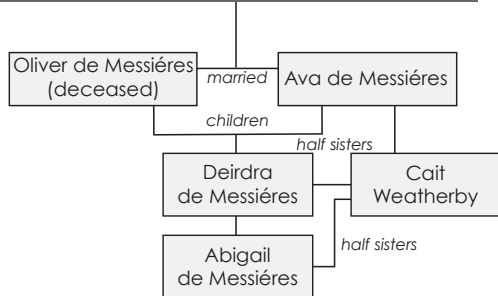 Oliver de Messiéres
(deceased)
married
Ava de Messiéres
children
half sisters
Deirdra
de Messiéres
Cait
Weatherby
Abigail
de Messiéres
half sisters